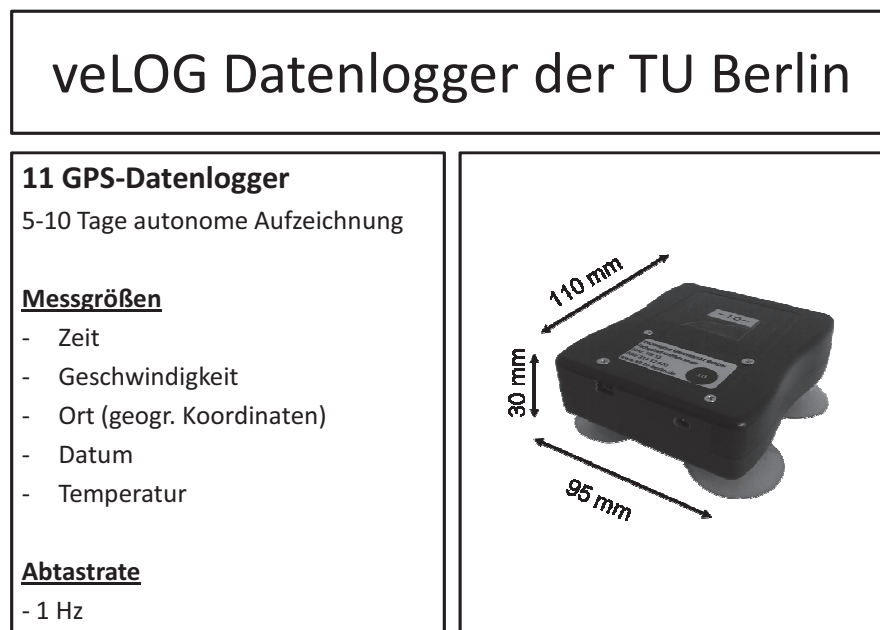 veLOG Datenlogger der TU Berlin
11 GPS-Datenlogger
5-10 Tage autonome Aufzeichnung
Messgrößen
- Zeit
- Geschwindigkeit
- Ort (geogr. Koordinaten)
- Datum
- Temperatur
Abtastrate
- 1 Hz
110 mm
30 mm
95 mm